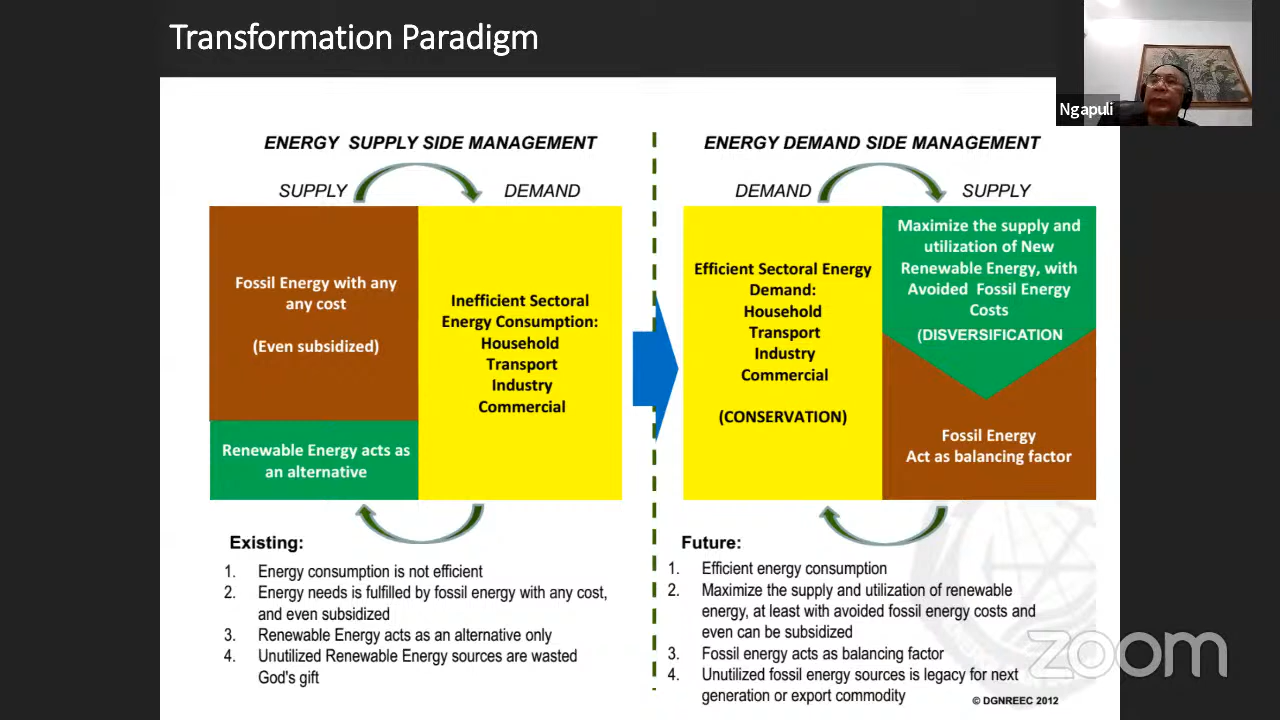 Transformation Paradigm
Ngapuli
ENERGY SUPPLY SIDE MANAGEMENT
SUPPLY
DEMAND
Fossil Energy with any
any cost
(Even subsidized)
Renewable Energy acts as
an alternative
Inefficient Sectoral
Energy Consumption:
Household
Transport
Industry
Commercial
Existing:
1. Energy consumption is not efficient
2. Energy needs is fulfilled by fossil energy with any cost,
and even subsidized
3. Renewable Energy acts as an alternative only
4. Unutilized Renewable Energy sources are wasted
God's gift
ENERGY DEMAND SIDE MANAGEMENT
DEMAND
SUPPLY
Efficient Sectoral Energy
Demand:
Household
Transport
Industry
Commercial
(CONSERVATION)
Maximize the supply and
utilization of New
Renewable Energy, with
Avoided Fossil Energy
Costs
(DISVERSIFICATION
Fossil Energy
Act as balancing factor
Future:
1. Efficient energy consumption
2. Maximize the supply and utilization of renewable
energy, at least with avoided fossil energy costs and
even can be subsidized
3. Fossil energy acts as balancing factor
4. Unutilized fossil energy sources is legacy for next
generation or export commodity
© DGNREEC 2012
zoom